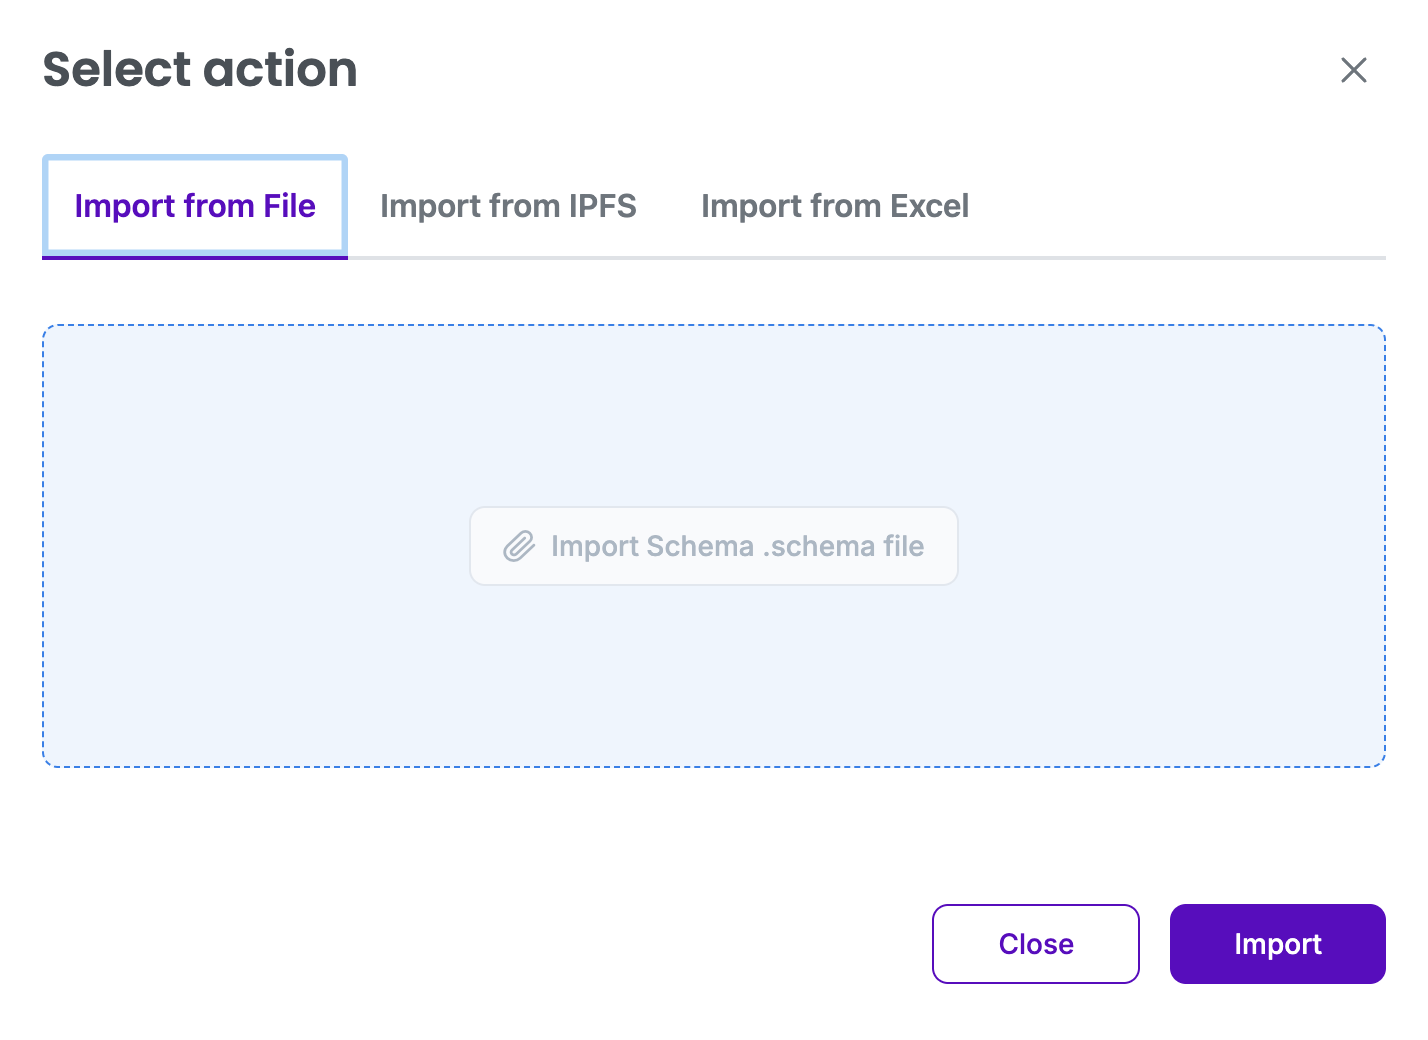 Select action
Import from File Import from IPFS Import from Excel
Import Schema .schema file
Close Import